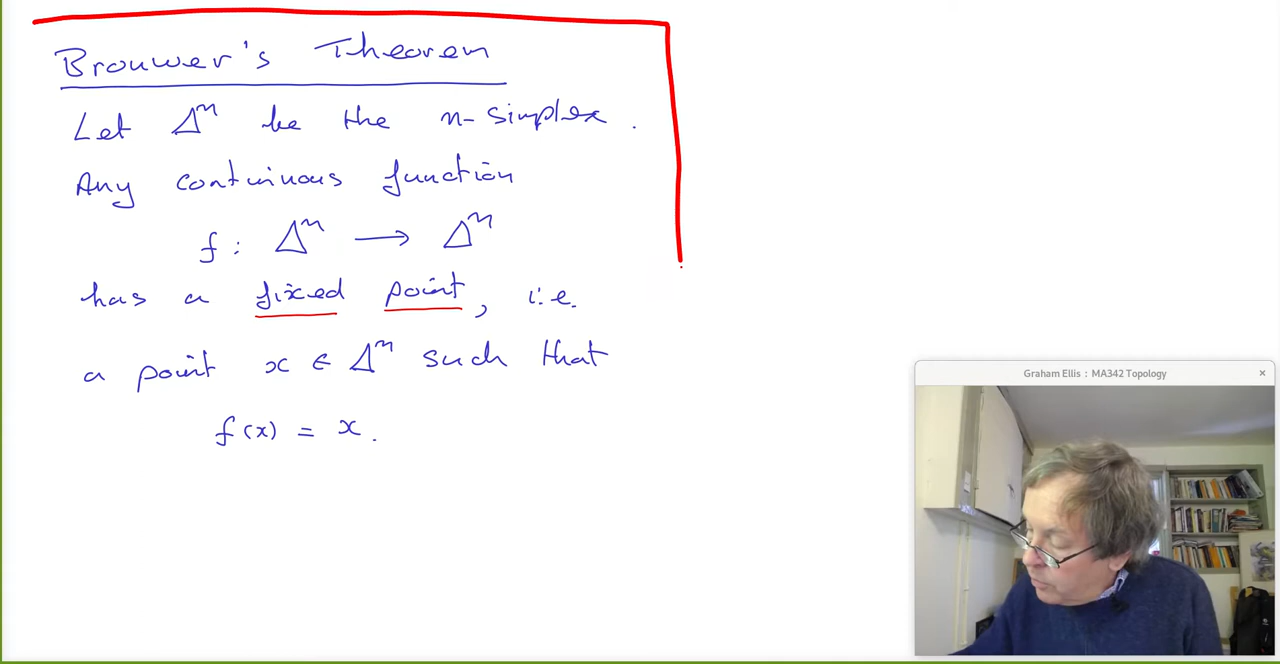 Brouwer's Theorem
Let Δⁿ be the n-simplex.
Any continuous function
f : Δⁿ → Δⁿ
has a fixed point, i.e.
a point x ∈ Δⁿ such that
f(x) = x.
Graham Ellis : MA342 Topology ×